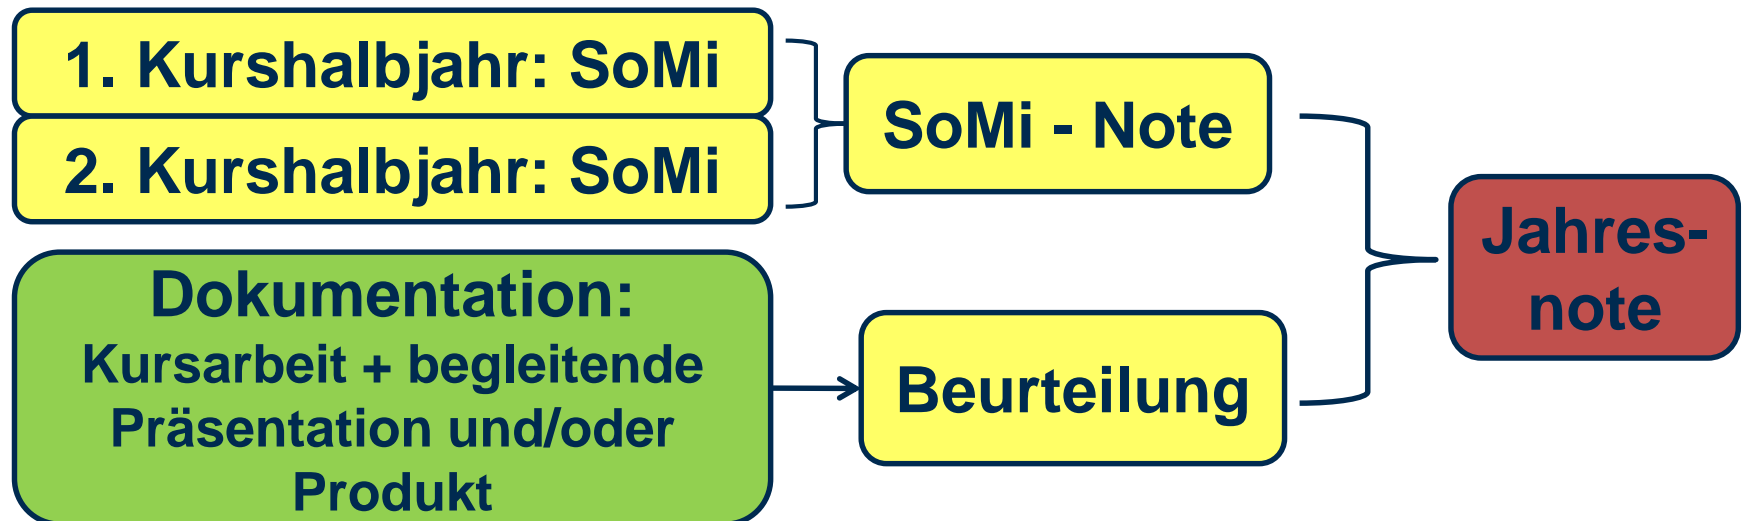 1. Kurshalbjahr: SoMi
2. Kurshalbjahr: SoMi
SoMi - Note
Dokumentation:
Kursarbeit + begleitende
Präsentation und/oder
Produkt
Beurteilung
Jahres-
note